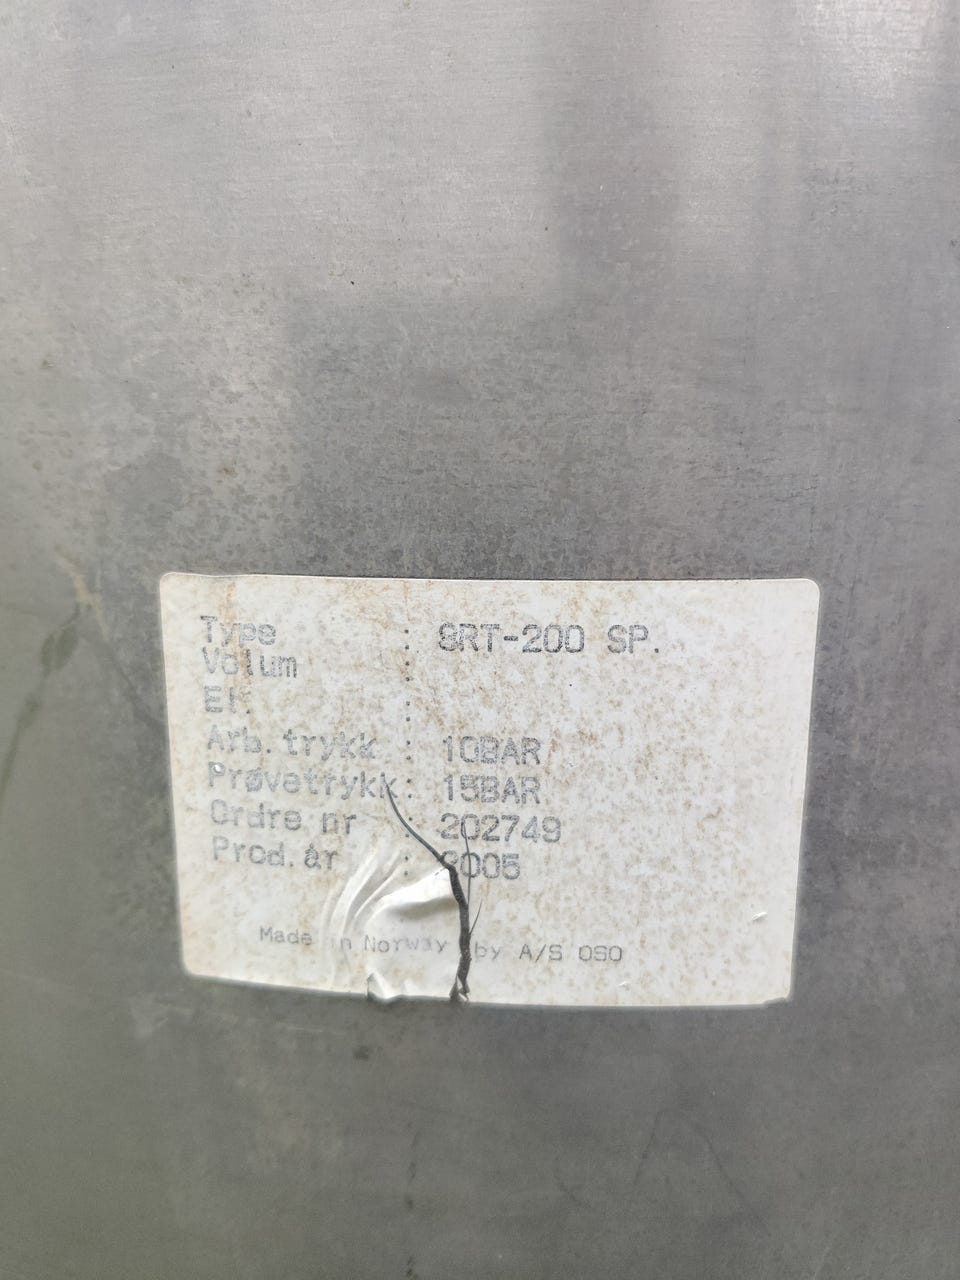 Type : SRT-200 SP.
Volum :
El. :
Arb. trykk : 10BAR
Prøvetrykk: 15BAR
Ordre nr : 202749
Prod. år : 2005
Made in Norway by A/S OSO